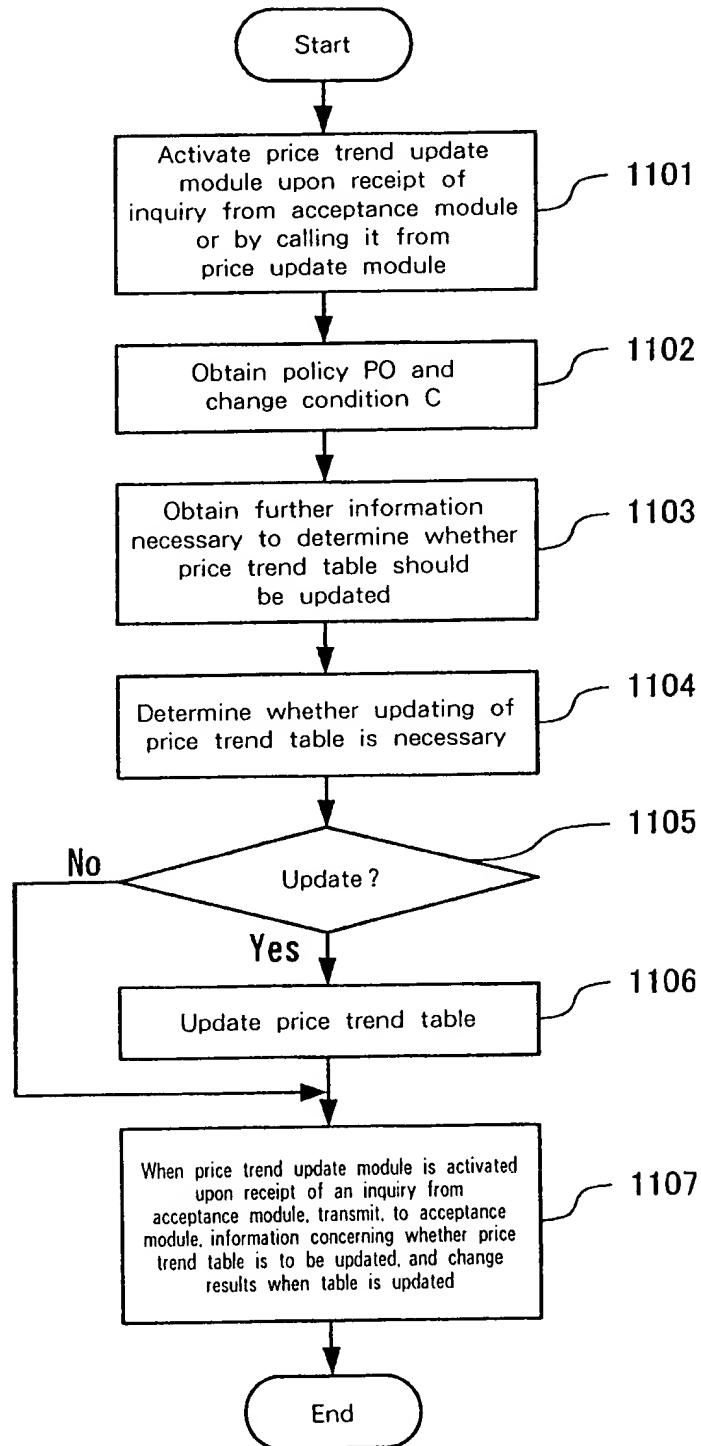 Start
Activate price trend update
module upon receipt of
inquiry from acceptance module
or by calling it from
price update module
1101
Obtain policy PO and
change condition C
1102
Obtain further information
necessary to determine whether
price trend table should
be updated
1103
Determine whether updating of
price trend table is necessary
1104
Update?
1105
No
Yes
Update price trend table
1106
When price trend update module is activated
upon receipt of an inquiry from
acceptance module, transmit, to acceptance
module, information concerning whether price
trend table is to be updated, and change
results when table is updated
1107
End